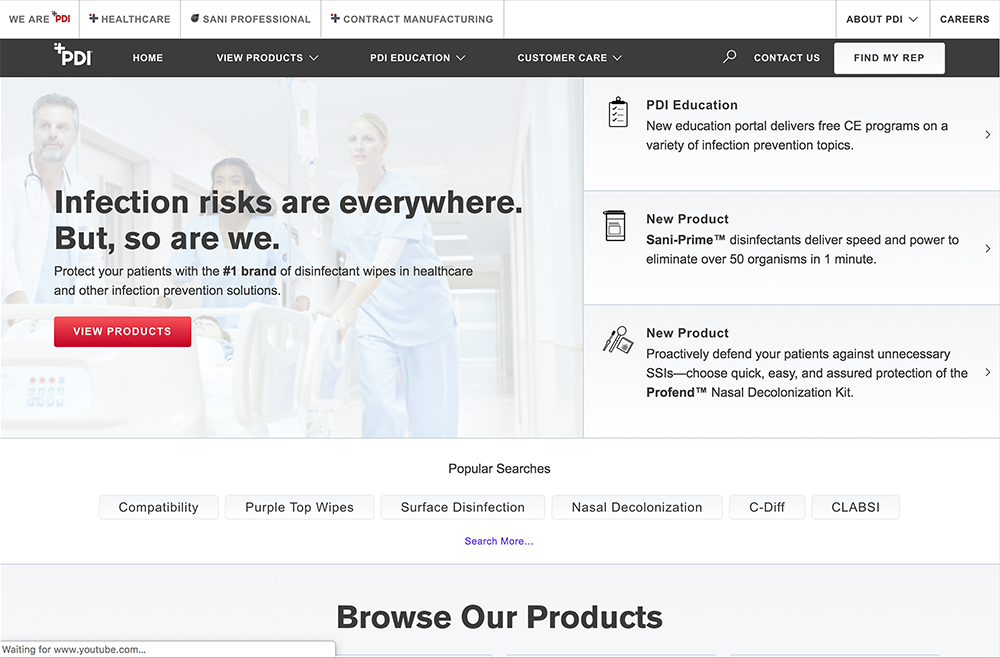 WE ARE PDI
HEALTHCARE
SANI PROFESSIONAL
CONTRACT MANUFACTURING
ABOUT PDI
CAREERS
PDI
HOME
VIEW PRODUCTS
PDI EDUCATION
CUSTOMER CARE
CONTACT US
FIND MY REP
Infection risks are everywhere.
But, so are we.
Protect your patients with the #1 brand of disinfectant wipes in healthcare
and other infection prevention solutions.
VIEW PRODUCTS
PDI Education
New education portal delivers free CE programs on a
variety of infection prevention topics.
New Product
Sani-Prime™ disinfectants deliver speed and power to
eliminate over 50 organisms in 1 minute.
New Product
Proactively defend your patients against unnecessary
SSIs—choose quick, easy, and assured protection of the
Profend™ Nasal Decolonization Kit.
Popular Searches
Compatibility
Purple Top Wipes
Surface Disinfection
Nasal Decolonization
C-Diff
CLABSI
Search More...
Browse Our Products
Waiting for www.youtube.com...